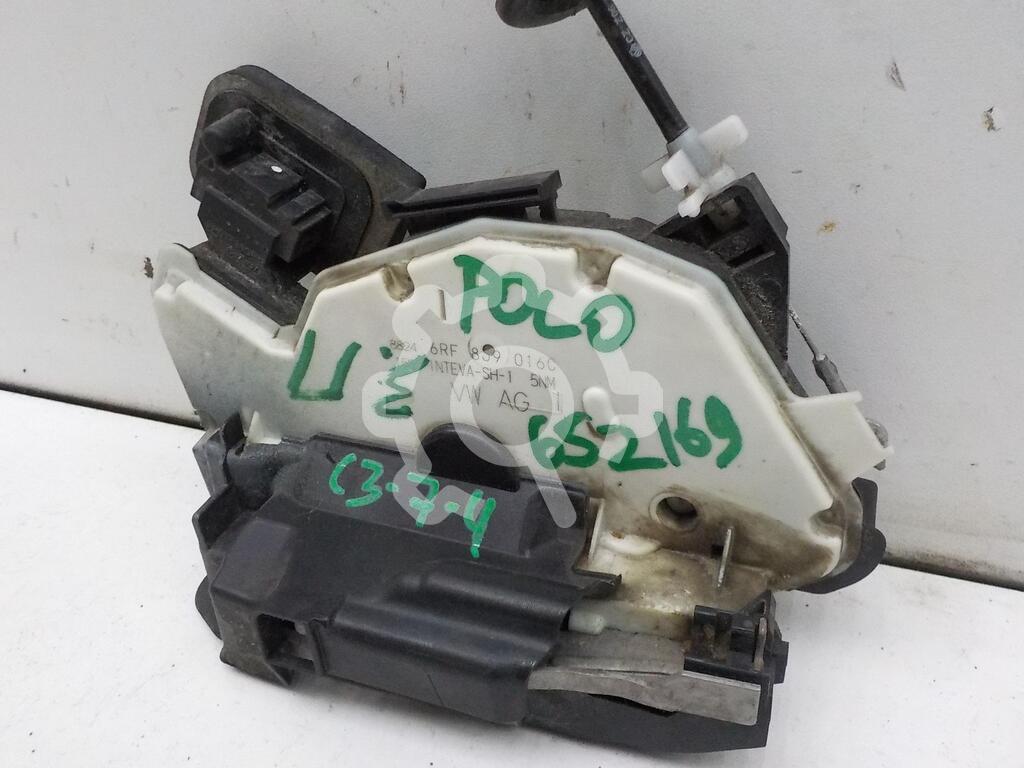 POLO
6RF 839 016C
INTEVA-SH-1 5NM
VW AG
652169
C3-7-4